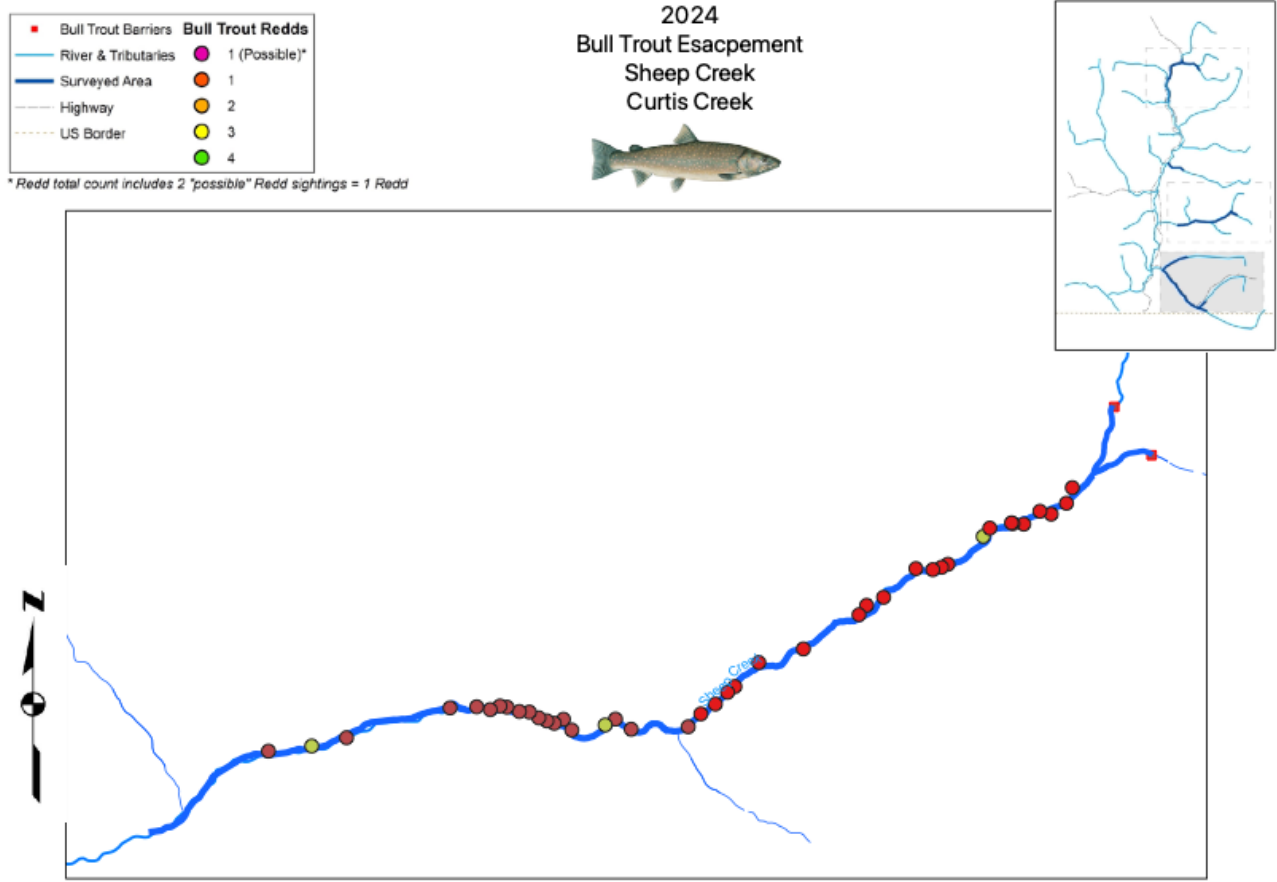 2024
Bull Trout Esacpement
Sheep Creek
Curtis Creek
Bull Trout Barriers
River & Tributaries
Surveyed Area
Highway
US Border
Bull Trout Redds
1 (Possible)*
1
2
3
4
* Redd total count includes 2 "possible" Redd sightings = 1 Redd
Sheep Creek
N